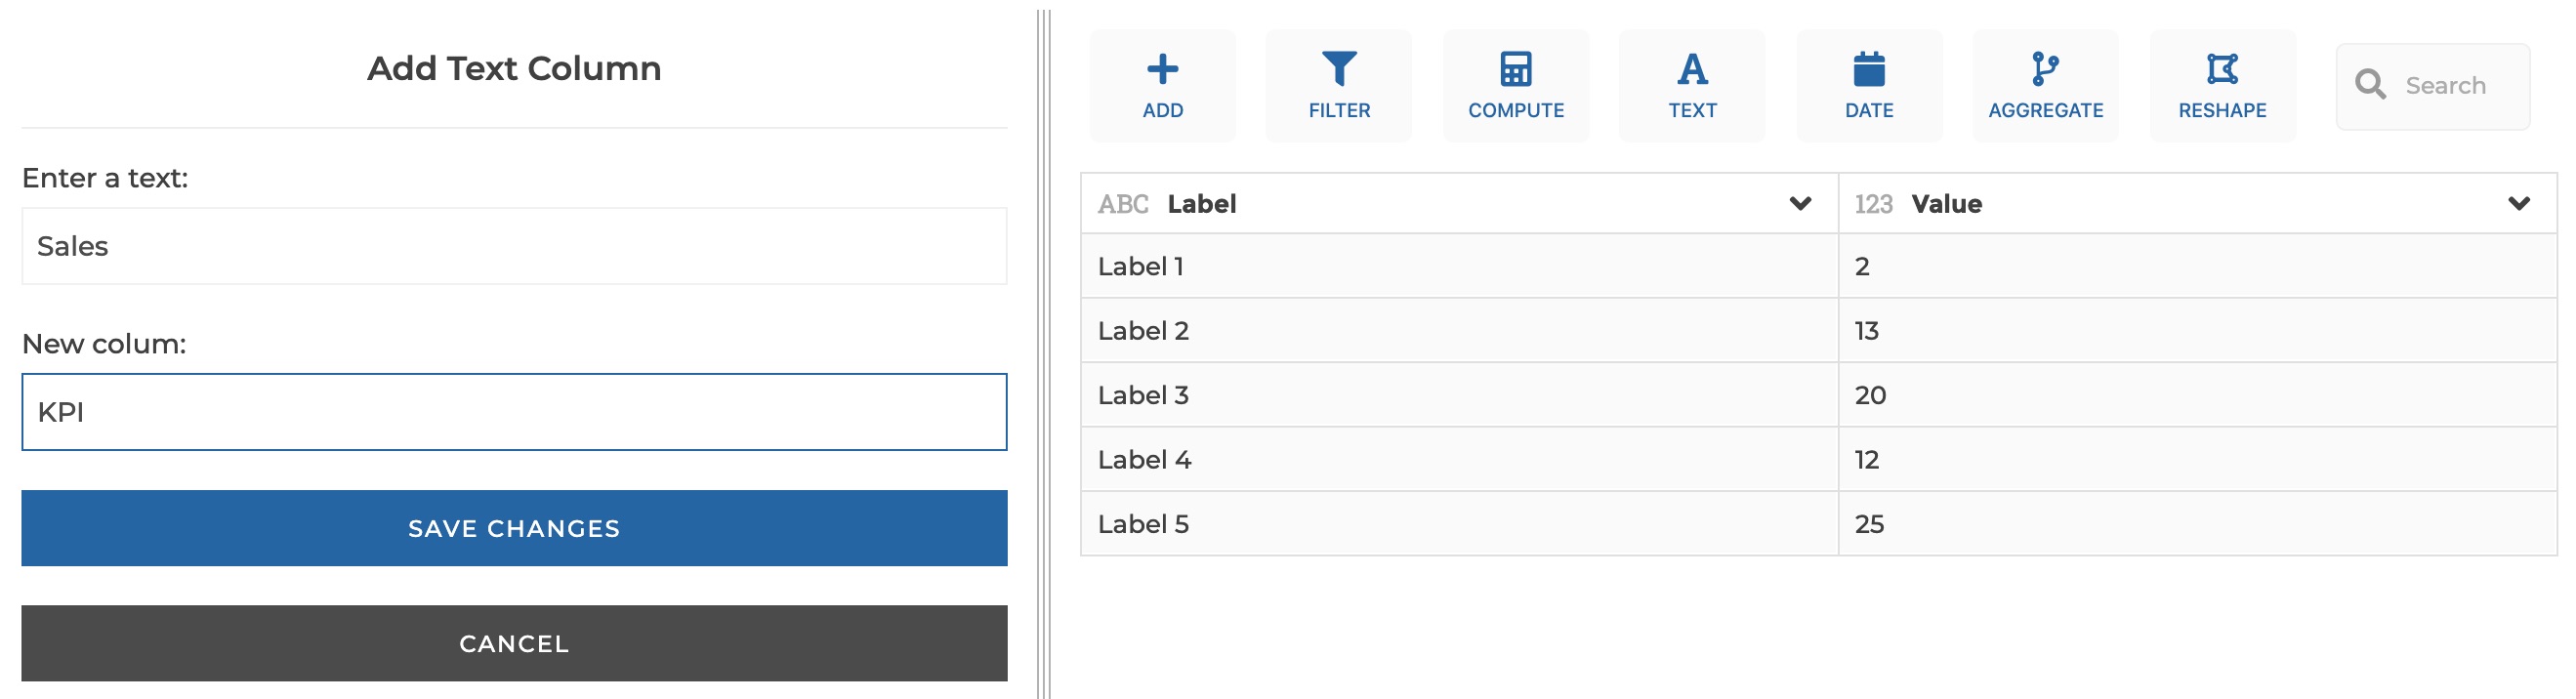 Add Text Column
Enter a text:
Sales
New colum:
KPI
SAVE CHANGES
CANCEL
ADD FILTER COMPUTE TEXT DATE AGGREGATE RESHAPE Search
ABC Label 123 Value
Label 1 2
Label 2 13
Label 3 20
Label 4 12
Label 5 25